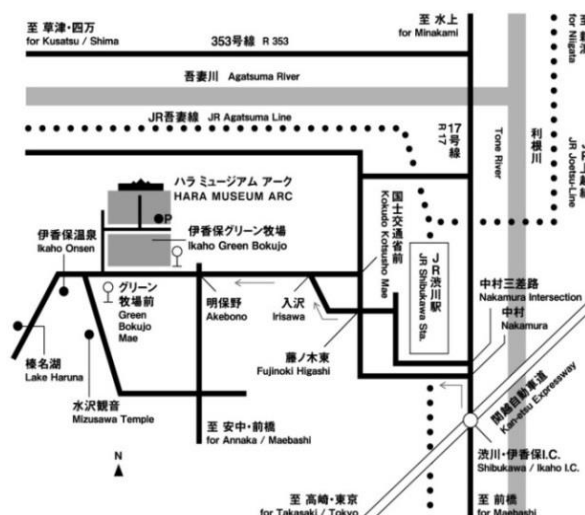 至 草津・四万
for Kusatsu / Shima
353号線 R 353
至 水上
for Minakami
for Niigata
吾妻川 Agatsuma River
JR吾妻線 JR Agatsuma Line
17号線
R 17
Tone River
利根川
JR Joetsu-Line
ハラ ミュージアム アーク
HARA MUSEUM ARC
P
伊香保グリーン牧場
Ikaho Green Bokujo
伊香保温泉
Ikaho Onsen
国土交通省前
Kokudo Kotsusho Mae
JR渋川駅
JR Shibukawa Sta.
グリーン
牧場前
Green
Bokujo
Mae
明保野
Akebono
入沢
Irisawa
中村三差路
Nakamura Intersection
中村
Nakamura
藤ノ木東
Fujinoki Higashi
榛名湖
Lake Haruna
水沢観音
Mizusawa Temple
関越自動車道
Kan-etsu Expressway
至 安中・前橋
for Annaka / Maebashi
渋川・伊香保I.C.
Shibukawa / Ikaho I.C.
N
至 高崎・東京
for Takasaki / Tokyo
至 前橋
for Maebashi